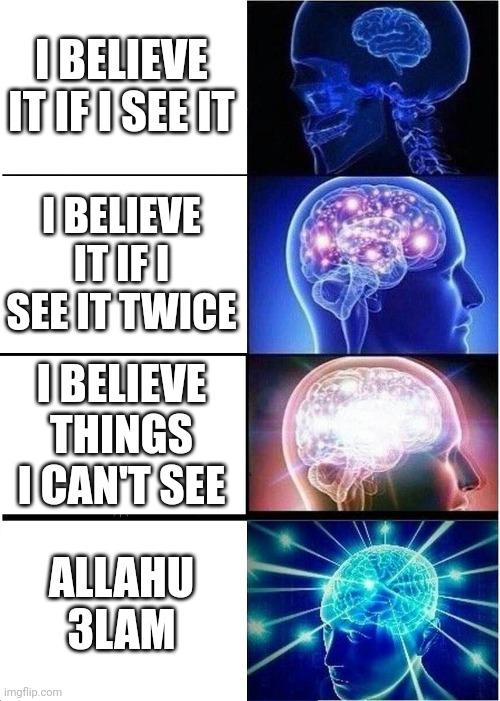 I BELIEVE
IT IF I SEE IT
I BELIEVE
IT IF I
SEE IT TWICE
I BELIEVE
THINGS
I CAN'T SEE
ALLAHU
3LAM
imgflip.com